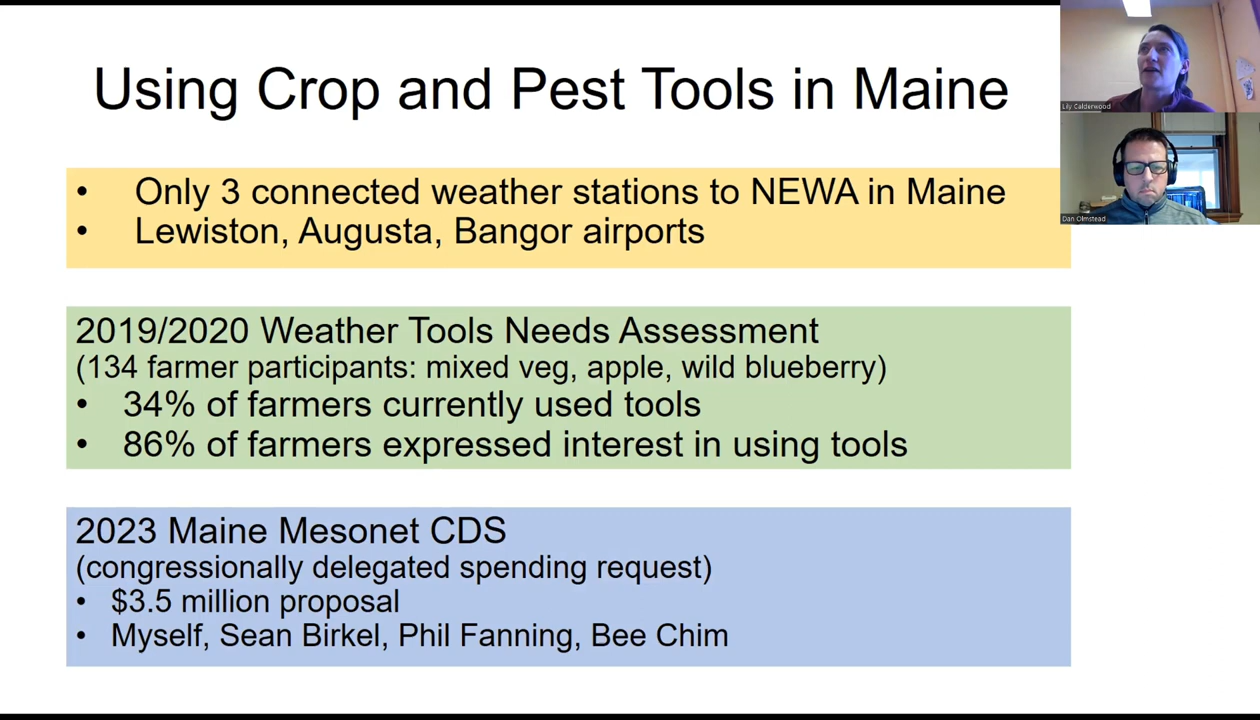 Using Crop and Pest Tools in Maine
Lily Calderwood
Dan Olmstead
• Only 3 connected weather stations to NEWA in Maine
• Lewiston, Augusta, Bangor airports
2019/2020 Weather Tools Needs Assessment
(134 farmer participants: mixed veg, apple, wild blueberry)
• 34% of farmers currently used tools
• 86% of farmers expressed interest in using tools
2023 Maine Mesonet CDS
(congressionally delegated spending request)
• $3.5 million proposal
• Myself, Sean Birkel, Phil Fanning, Bee Chim